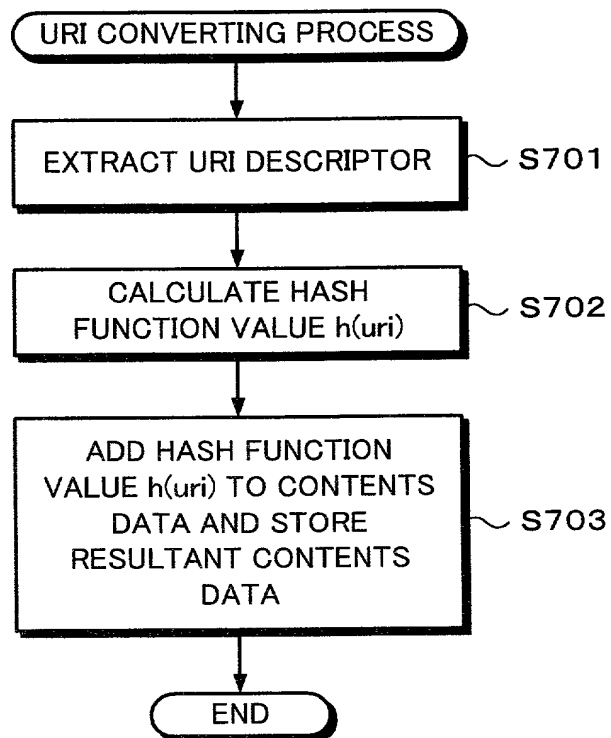 URI CONVERTING PROCESS
EXTRACT URI DESCRIPTOR
S701
CALCULATE HASH
FUNCTION VALUE h(uri)
S702
ADD HASH FUNCTION
VALUE h(uri) TO CONTENTS
DATA AND STORE
RESULTANT CONTENTS
DATA
S703
END